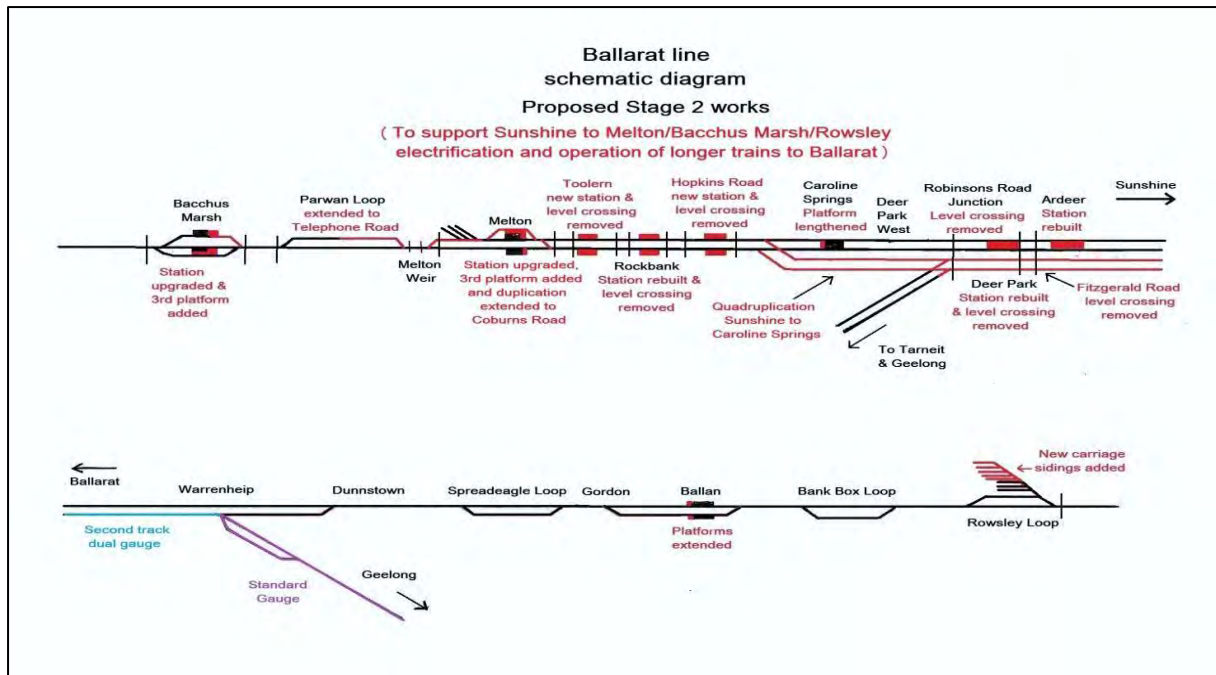 Ballarat line
schematic diagram
Proposed Stage 2 works
( To support Sunshine to Melton/Bacchus Marsh/Rowsley
electrification and operation of longer trains to Ballarat )
Bacchus
Marsh
Station
upgraded &
3rd platform
added
Parwan Loop
extended to
Telephone Road
Melton
Weir
Melton
Station upgraded,
3rd platform added
and duplication
extended to
Coburns Road
Toolern
new station &
level crossing
removed
Rockbank
Station rebuilt &
level crossing
removed
Hopkins Road
new station &
level crossing
removed
Quadruplication
Sunshine to
Caroline Springs
Caroline
Springs
Platform
lengthened
Deer
Park
West
To Tarneit
& Geelong
Robinsons Road
Junction
Level crossing
removed
Deer Park
Station rebuilt
& level crossing
removed
Ardeer
Station
rebuilt
Fitzgerald Road
level crossing
removed
Sunshine
Ballarat
Second track
dual gauge
Warrenheip
Standard
Gauge
Geelong
Dunnstown
Spreadeagle Loop
Gordon
Ballan
Platforms
extended
Bank Box Loop
New carriage
sidings added
Rowsley Loop